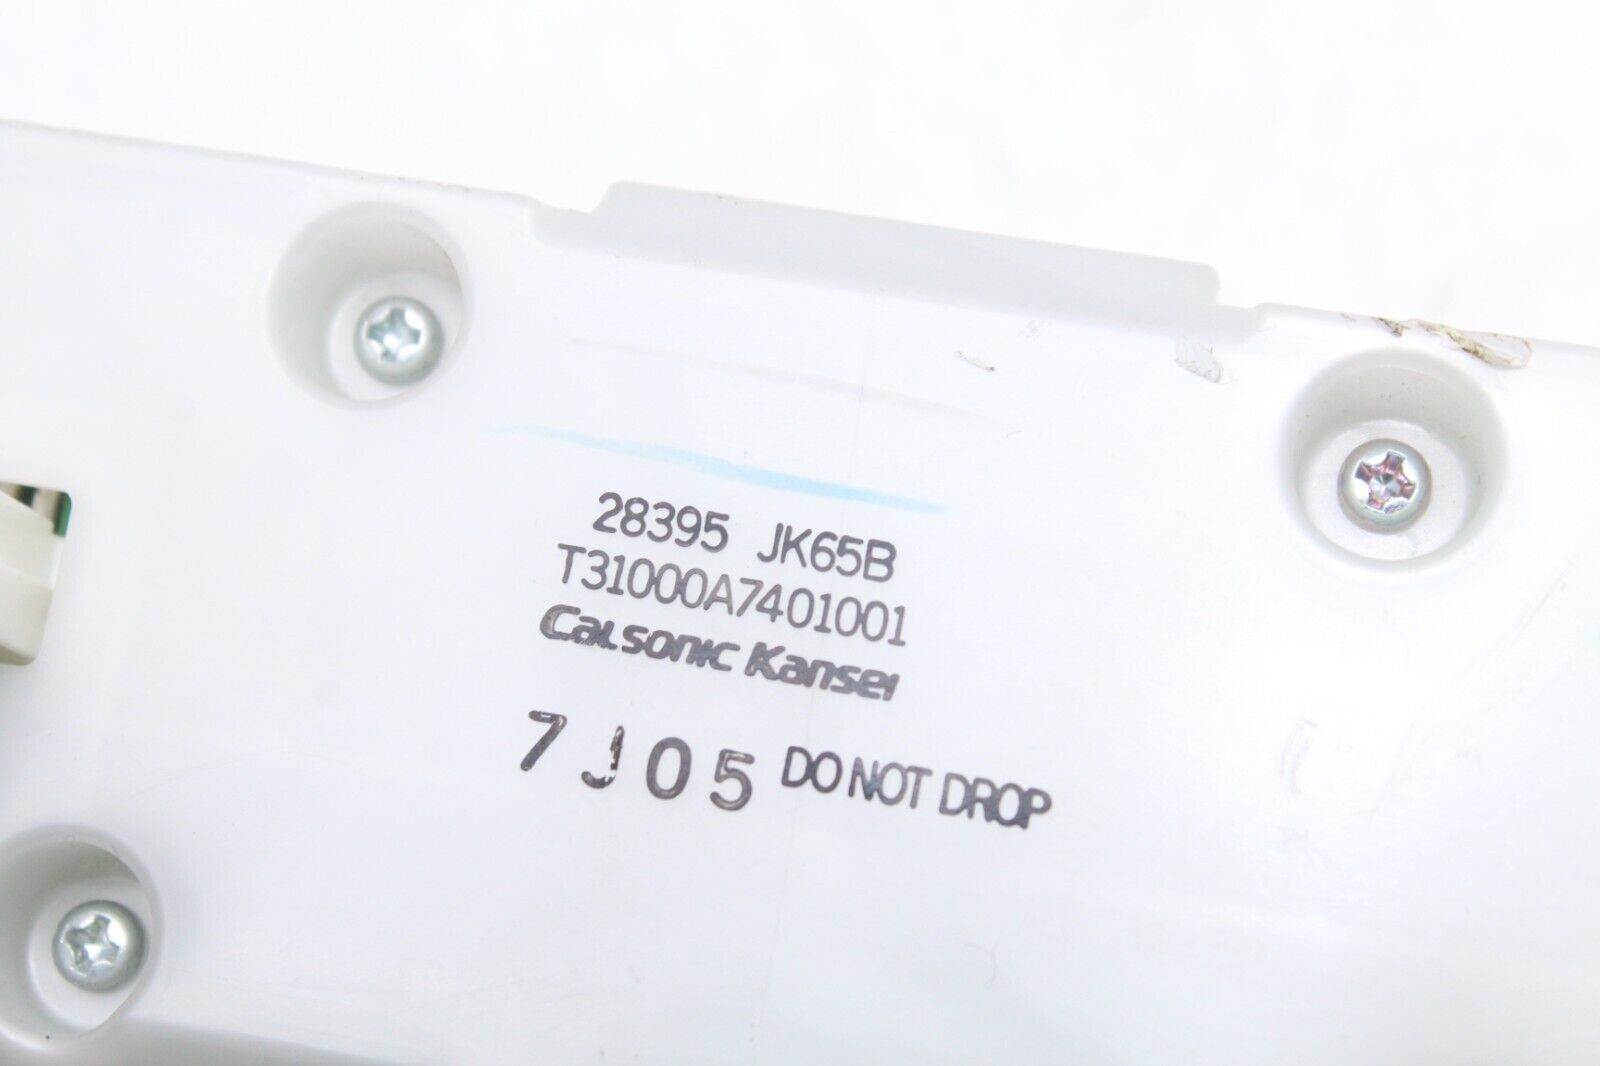 28395 JK65B
T31000A7401001
Calsonic Kansei
7J05 DO NOT DROP